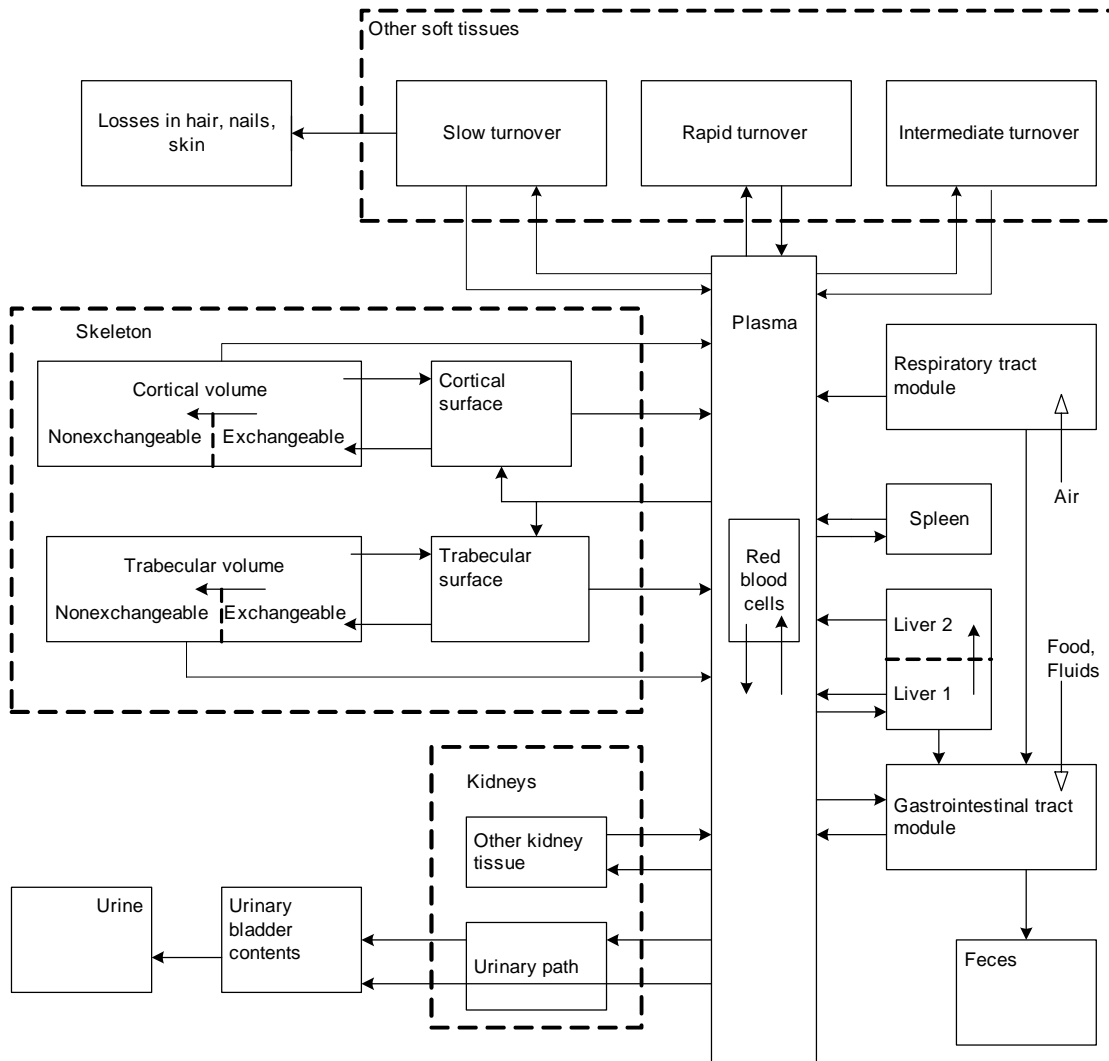 Other soft tissues
Losses in hair, nails,
skin
Slow turnover
Rapid turnover
Intermediate turnover
Skeleton
Plasma
Cortical volume
Nonexchangeable
Exchangeable
Cortical
surface
Respiratory tract
module
Air
Trabecular volume
Nonexchangeable
Exchangeable
Trabecular
surface
Red
blood
cells
Spleen
Liver 2
Liver 1
Food,
Fluids
Kidneys
Other kidney
tissue
Gastrointestinal tract
module
Urine
Urinary
bladder
contents
Urinary path
Feces